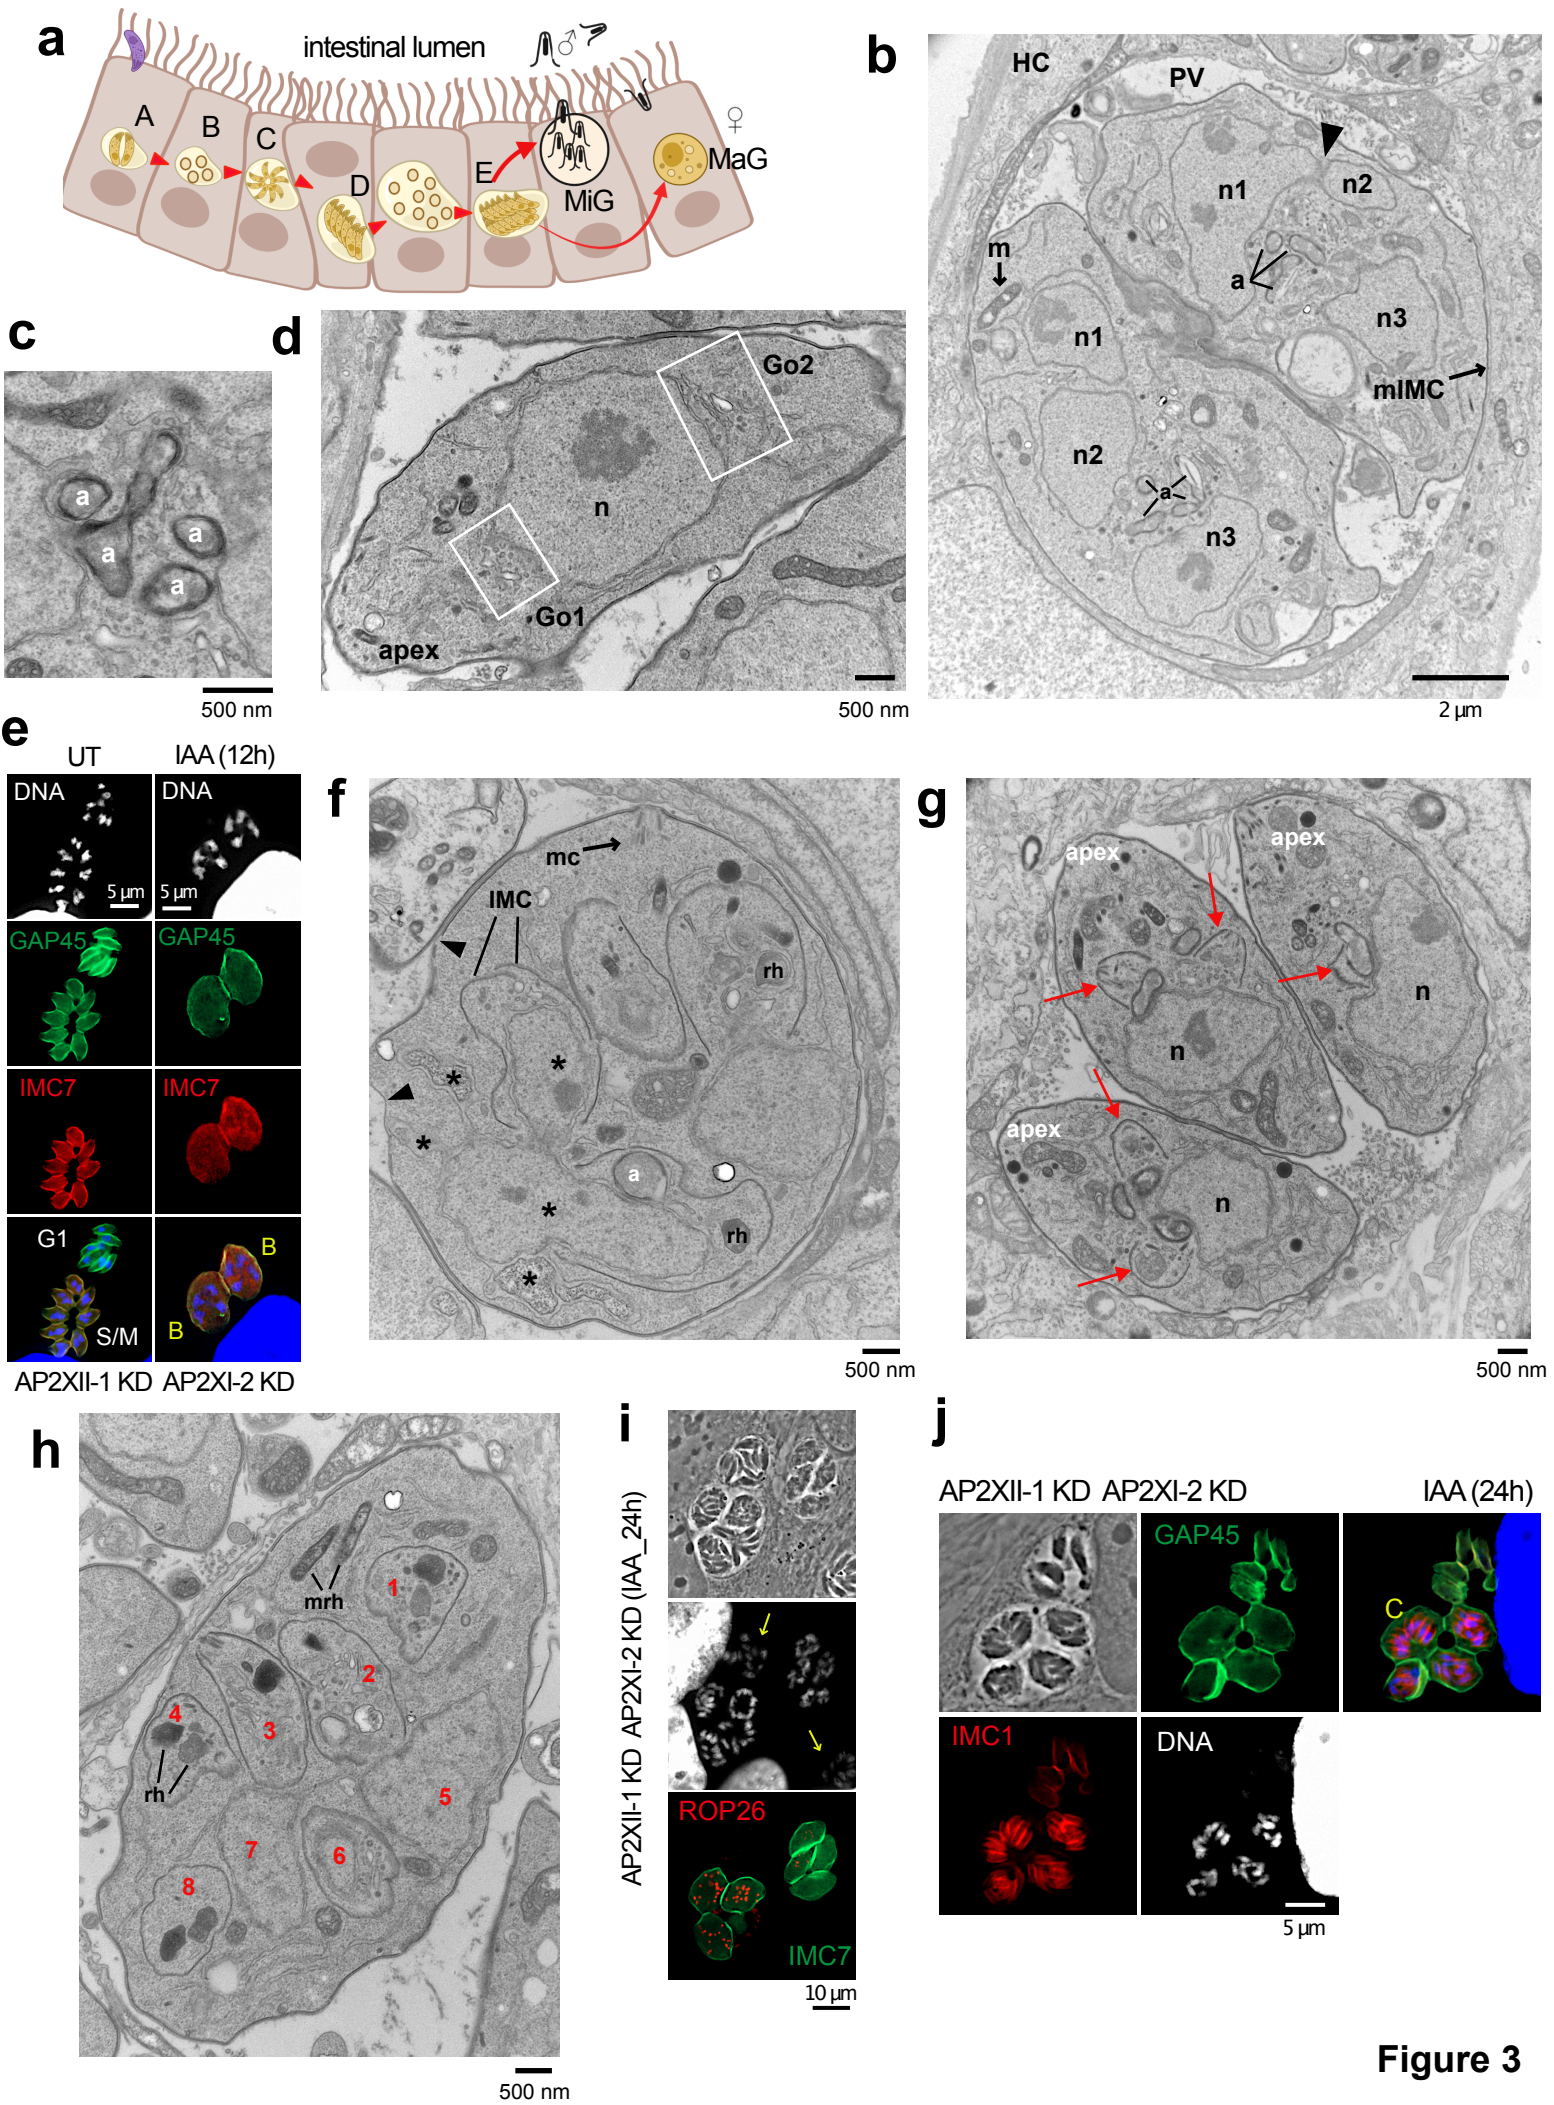 a
intestinal lumen
♂
A
B
C
D
E
MiG
♀
MaG
b
HC
PV
n1
n2
a
m
n1
n3
mIMC
n2
a
n3
2 µm
c
a
a
a
a
500 nm
d
Go2
n
Go1
apex
500 nm
e
UT
IAA (12h)
DNA
DNA
5 µm
5 µm
GAP45
GAP45
IMC7
IMC7
G1
S/M
B
B
AP2XII-1 KD AP2XI-2 KD
f
mc
IMC
rh
*
*
*
a
*
rh
*
500 nm
g
apex
apex
n
n
apex
n
500 nm
h
mrh
1
2
3
4
rh
5
6
7
8
500 nm
i
AP2XII-1 KD AP2XI-2 KD (IAA_24h)
ROP26
IMC7
10 µm
j
AP2XII-1 KD AP2XI-2 KD
IAA (24h)
GAP45
C
IMC1
DNA
5 µm
Figure 3